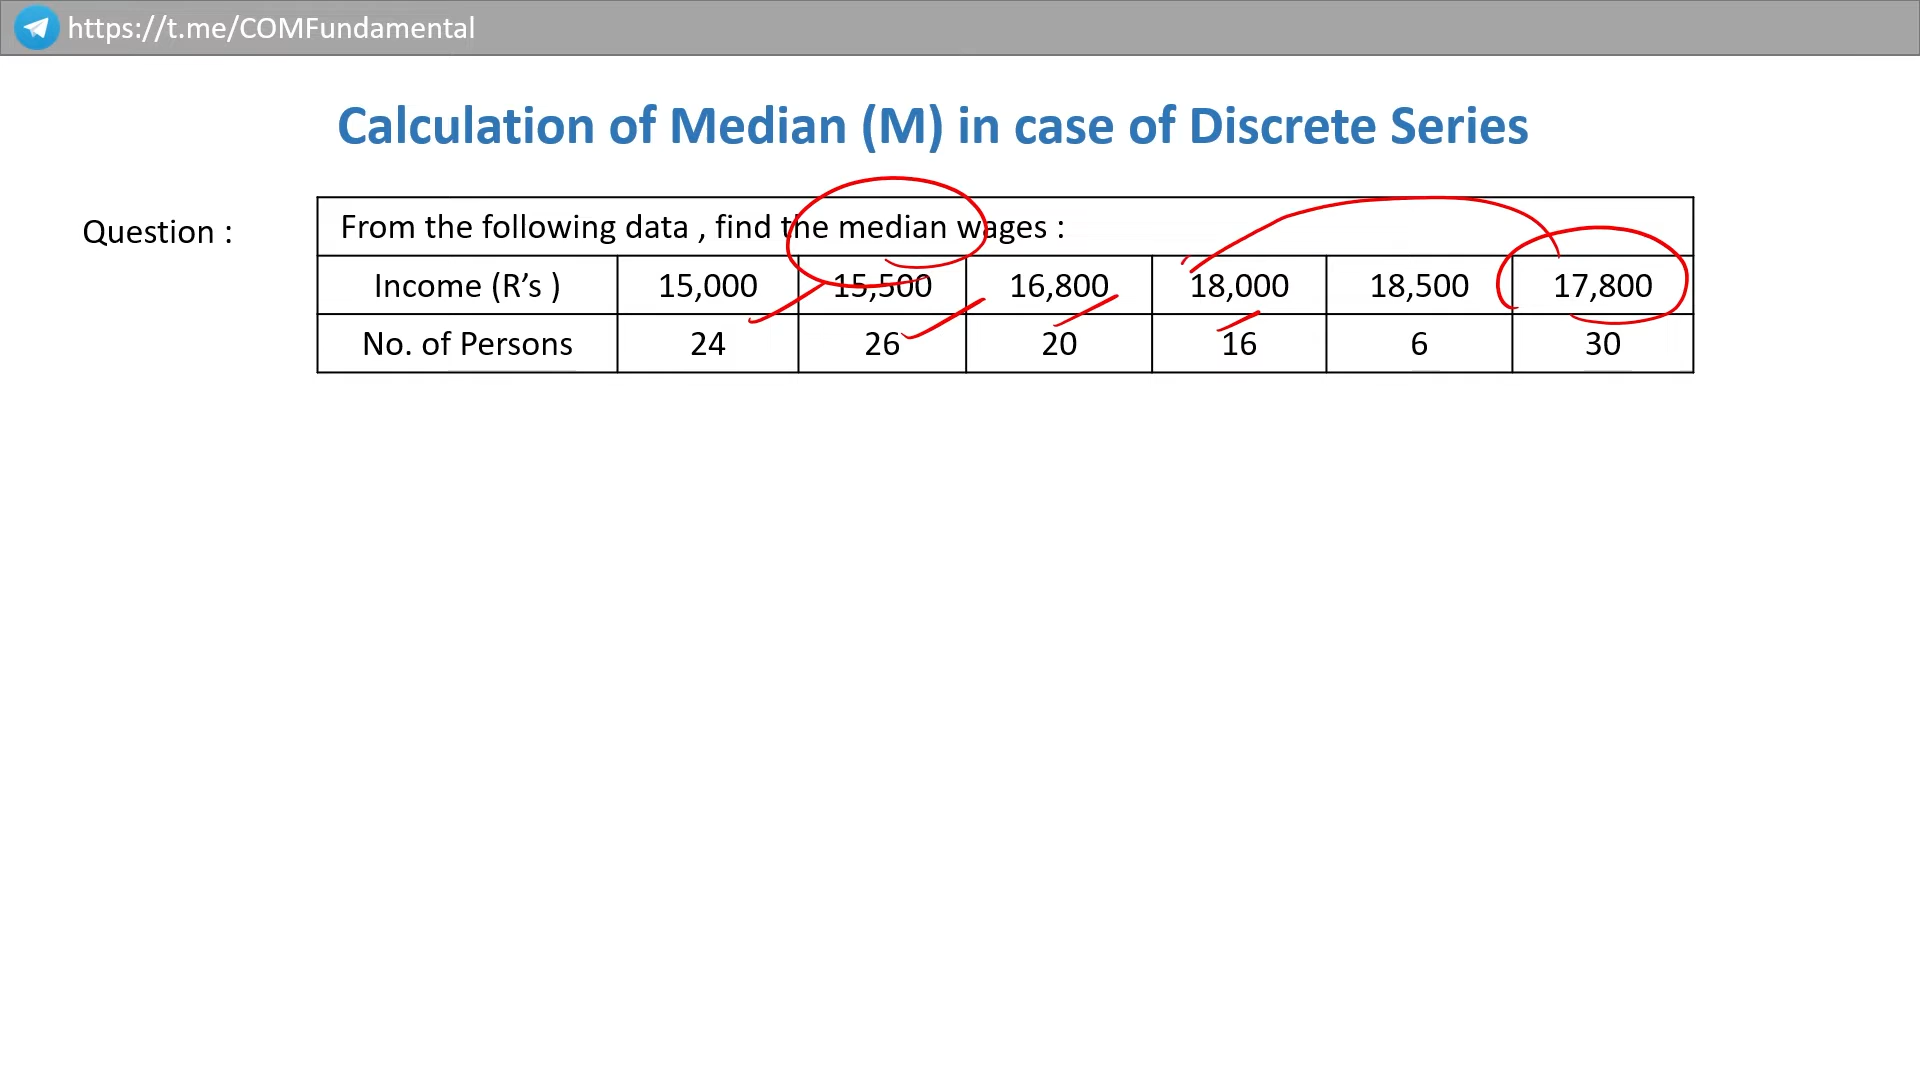 https://t.me/COMFundamental
Calculation of Median (M) in case of Discrete Series
Question :
From the following data , find the median wages :
Income (R’s ) 15,000 15,500 16,800 18,000 18,500 17,800
No. of Persons 24 26 20 16 6 30